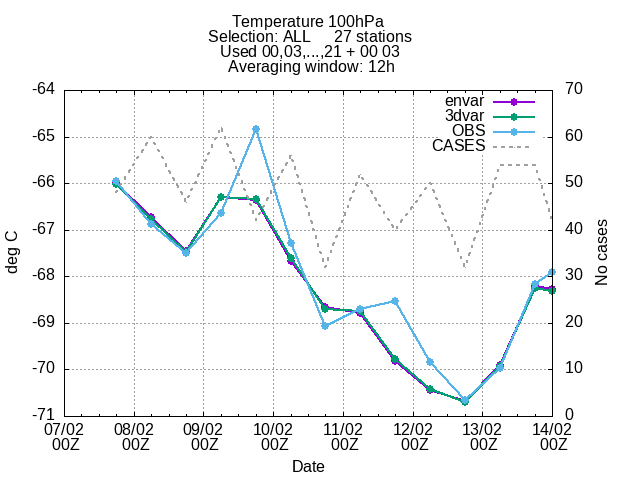 Temperature 100hPa
Selection: ALL 27 stations
Used 00,03,...,21 + 00 03
Averaging window: 12h
-64
-65
-66
-67
-68
-69
-70
-71
70
60
50
40
30
20
10
0
envar
3dvar
OBS
CASES
deg C
No cases
07/02 08/02 09/02 10/02 11/02 12/02 13/02 14/02
00Z 00Z 00Z 00Z 00Z 00Z 00Z 00Z
Date